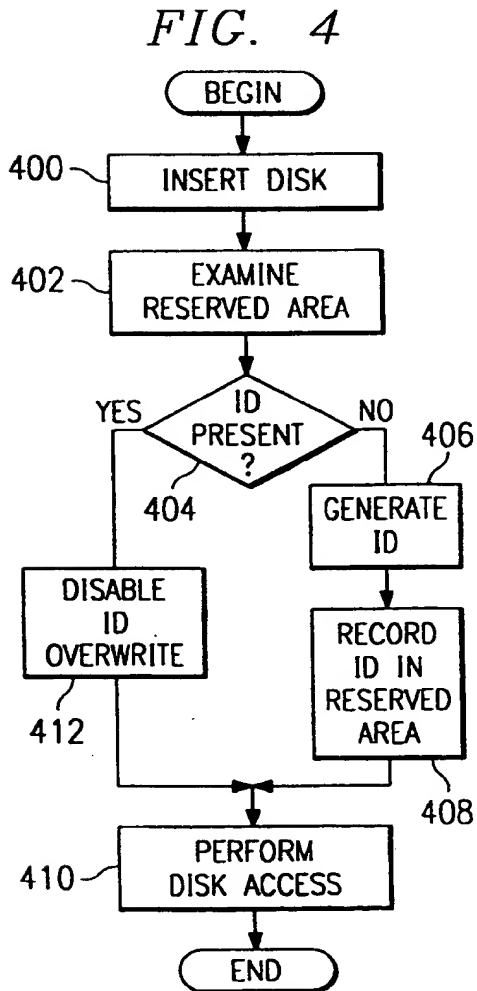 FIG. 4
BEGIN
400
INSERT DISK
402
EXAMINE
RESERVED AREA
YES
ID
PRESENT
?
NO
404
406
GENERATE
ID
DISABLE
ID
OVERWRITE
412
RECORD
ID IN
RESERVED
AREA
408
410
PERFORM
DISK ACCESS
END